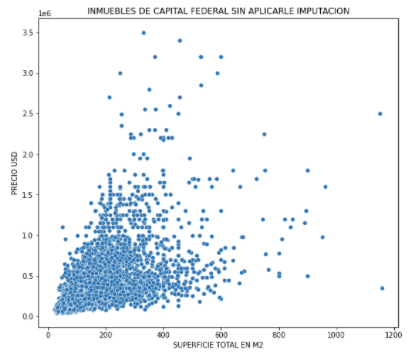 INMUEBLES DE CAPITAL FEDERAL SIN APLICARLE IMPUTACION
1e6
3.5
3.0
2.5
2.0
1.5
1.0
0.5
0.0
PRECIO USD
0 200 400 600 800 1000 1200
SUPERFICIE TOTAL EN M2